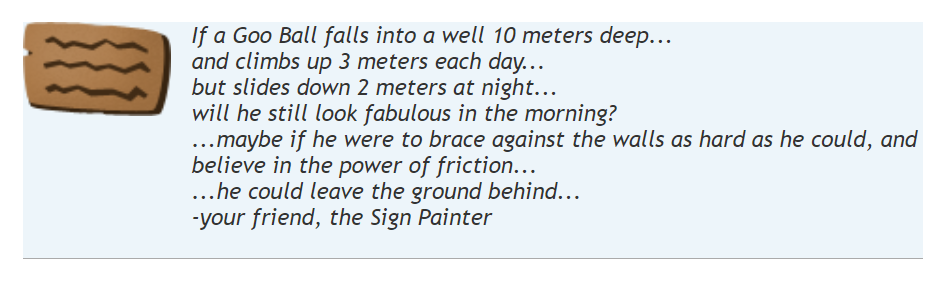 If a Goo Ball falls into a well 10 meters deep...
and climbs up 3 meters each day...
but slides down 2 meters at night...
will he still look fabulous in the morning?
...maybe if he were to brace against the walls as hard as he could, and
believe in the power of friction...
...he could leave the ground behind...
-your friend, the Sign Painter